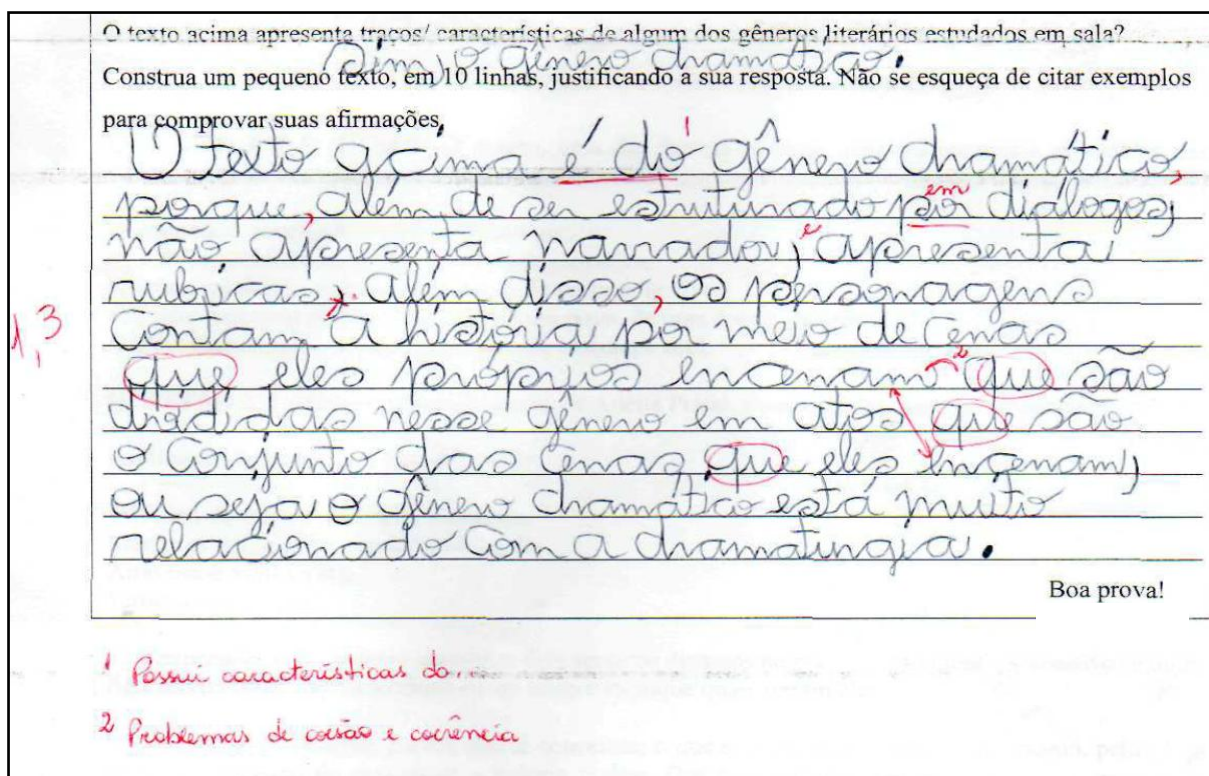 O texto acima apresenta traços/ características de algum dos gêneros literários estudados em sala?
Sim, o gênero dramático.
Construa um pequeno texto, em 10 linhas, justificando a sua resposta. Não se esqueça de citar exemplos
para comprovar suas afirmações.
1
O texto acima é do gênero dramático,
em
porque, além, de ser estruturado por diálogos,
e
não apresenta narrador, apresenta
rubricas, além disso, os personagens
1,3
contam a história por meio de cenas
2
que eles próprios encenam que são
divididas nesse gênero em atos que são
o conjunto das cenas que eles encenam,
ou seja o gênero dramático está muito
relacionado com a dramaturgia.
Boa prova!
1 Possui características do...
2 Problemas de coesão e coerência